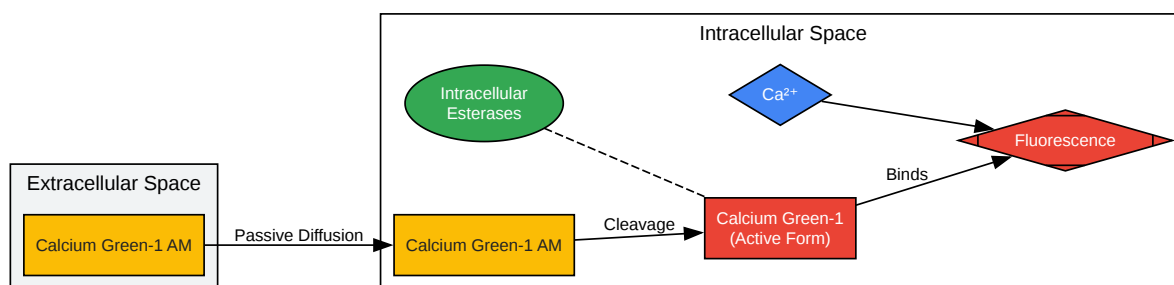 Intracellular Space
Intracellular
Esterases
Ca²⁺
Fluorescence
Extracellular Space
Calcium Green-1 AM
Passive Diffusion
Calcium Green-1 AM
Cleavage
Calcium Green-1
(Active Form)
Binds